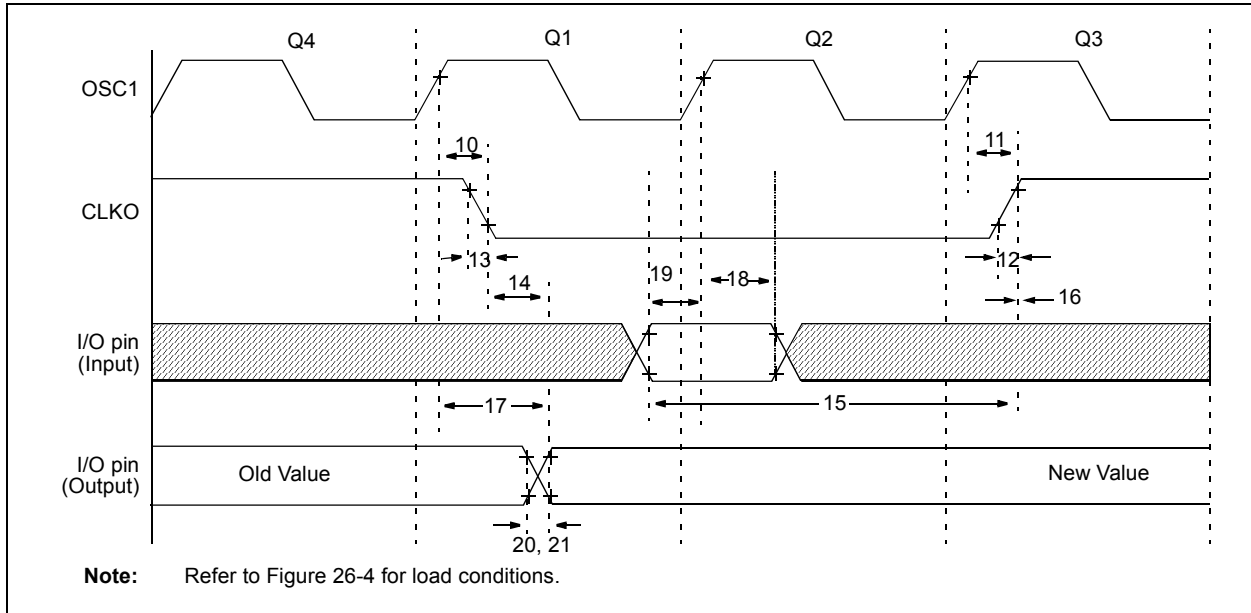 Q4 Q1 Q2 Q3
OSC1
10 11
CLKO
13 12
14 19 18 16
I/O pin
(Input)
17 15
I/O pin
(Output)
Old Value New Value
20, 21
Note: Refer to Figure 26-4 for load conditions.